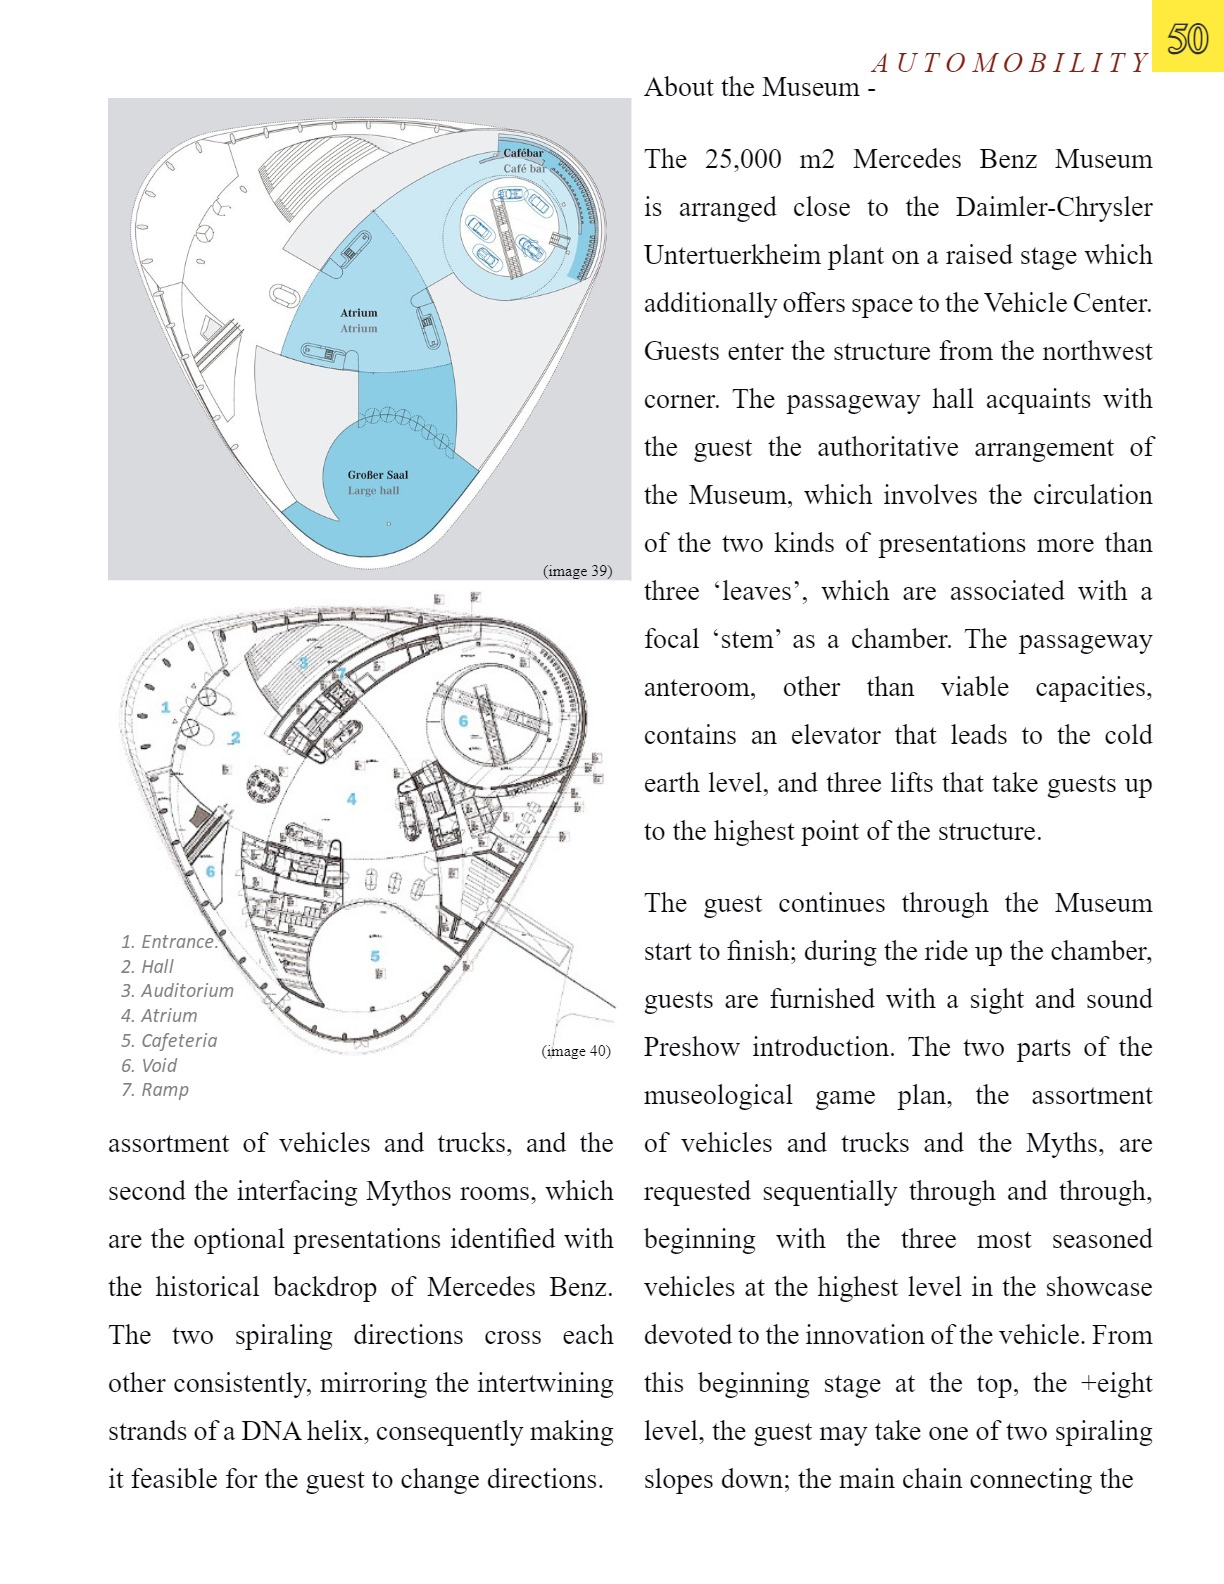 50
AUTOMOBILITY
About the Museum -
The 25,000 m2 Mercedes Benz Museum
is arranged close to the Daimler-Chrysler
Untertuerkheim plant on a raised stage which
additionally offers space to the Vehicle Center.
Guests enter the structure from the northwest
corner. The passageway hall acquaints with
the guest the authoritative arrangement of
the Museum, which involves the circulation
of the two kinds of presentations more than
three ‘leaves’, which are associated with a
focal ‘stem’ as a chamber. The passageway
anteroom, other than viable capacities,
contains an elevator that leads to the cold
earth level, and three lifts that take guests up
to the highest point of the structure.
The guest continues through the Museum
start to finish; during the ride up the chamber,
guests are furnished with a sight and sound
Preshow introduction. The two parts of the
museological game plan, the assortment
of vehicles and trucks and the Myths, are
requested sequentially through and through,
beginning with the three most seasoned
vehicles at the highest level in the showcase
devoted to the innovation of the vehicle. From
this beginning stage at the top, the +eight
level, the guest may take one of two spiraling
slopes down; the main chain connecting the
Cafébar
Café bar
Atrium
Atrium
Großer Saal
Large hall
(image 39)
3
7
1
2
6
4
6
5
1. Entrance.
2. Hall
3. Auditorium
4. Atrium
5. Cafeteria
6. Void
7. Ramp
(image 40)
assortment of vehicles and trucks, and the
second the interfacing Mythos rooms, which
are the optional presentations identified with
the historical backdrop of Mercedes Benz.
The two spiraling directions cross each
other consistently, mirroring the intertwining
strands of a DNA helix, consequently making
it feasible for the guest to change directions.